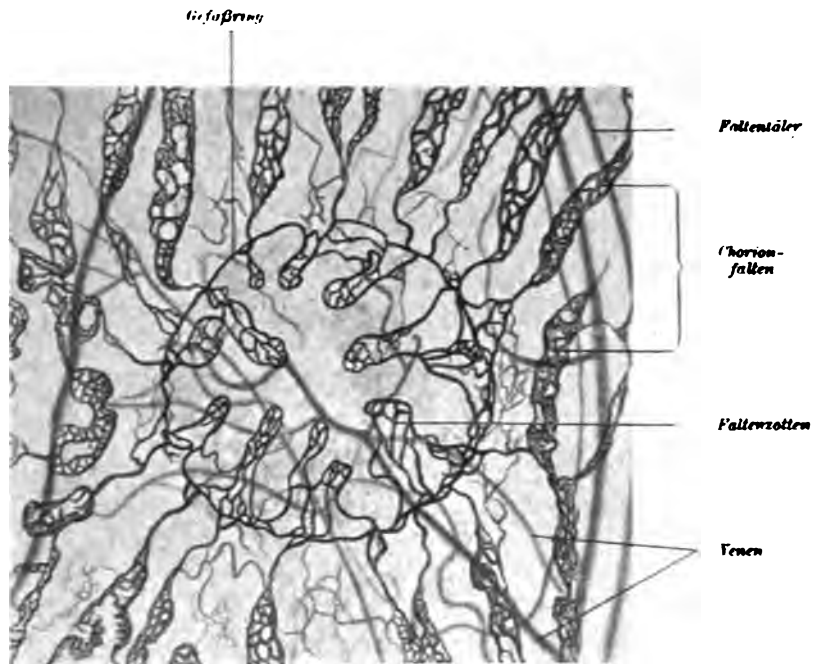 Gefäßring
Faltentäler
Chorion-
falten
Faltenzotten
Venen